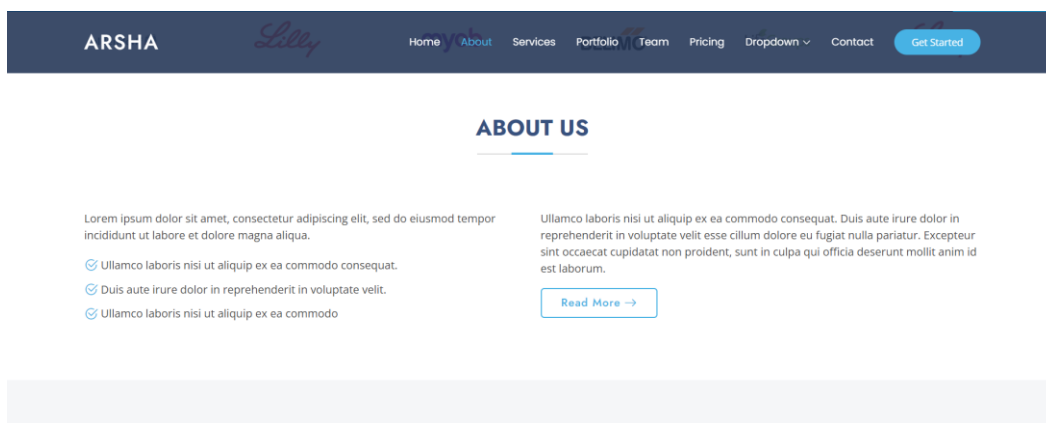 ARSHA
Lilly
myob
Home About Services Portfolio Team Pricing Dropdown Contact Get Started
ABOUT US
Lorem ipsum dolor sit amet, consectetur adipiscing elit, sed do eiusmod tempor
incididunt ut labore et dolore magna aliqua.
Ullamco laboris nisi ut aliquip ex ea commodo consequat.
Duis aute irure dolor in reprehenderit in voluptate velit.
Ullamco laboris nisi ut aliquip ex ea commodo
Ullamco laboris nisi ut aliquip ex ea commodo consequat. Duis aute irure dolor in
reprehenderit in voluptate velit esse cillum dolore eu fugiat nulla pariatur. Excepteur
sint occaecat cupidatat non proident, sunt in culpa qui officia deserunt mollit anim id
est laborum.
Read More →